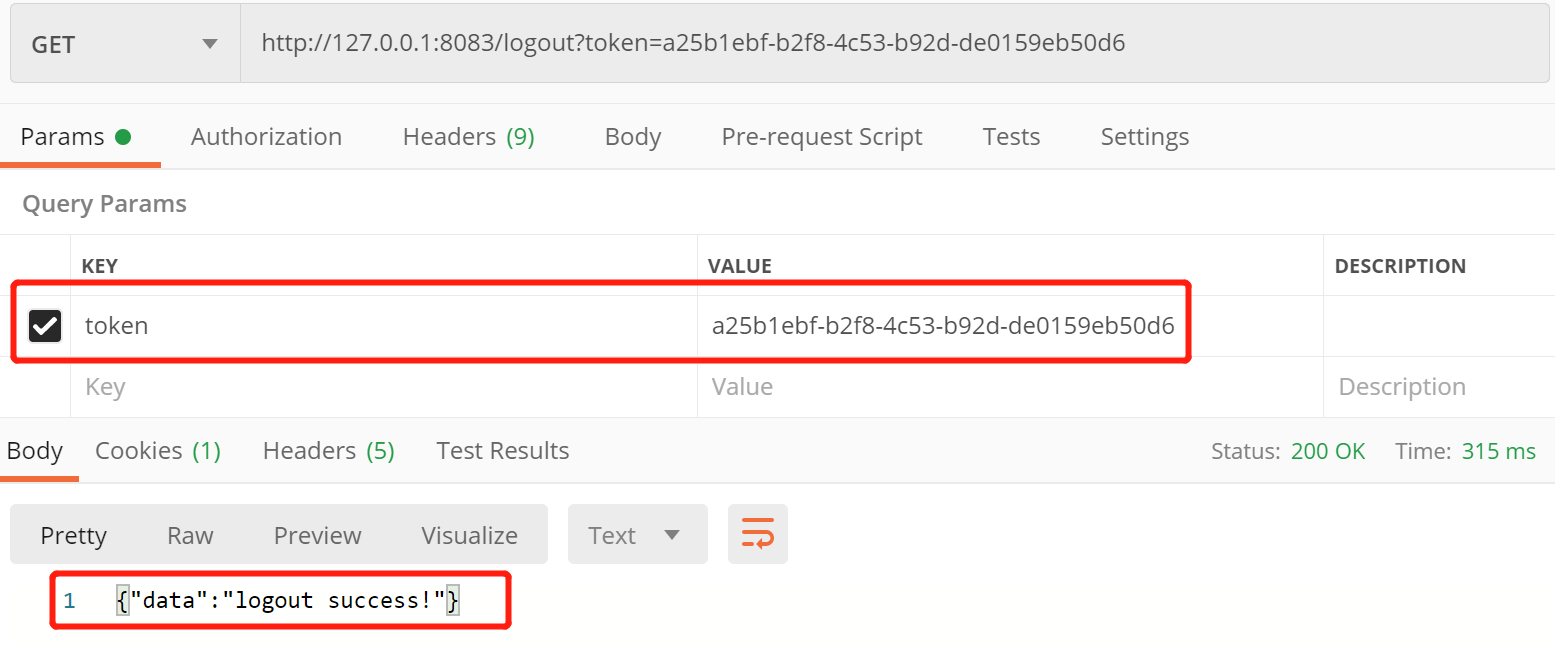 GET http://127.0.0.1:8083/logout?token=a25b1ebf-b2f8-4c53-b92d-de0159eb50d6
Params Authorization Headers (9) Body Pre-request Script Tests Settings
Query Params
KEY VALUE DESCRIPTION
token a25b1ebf-b2f8-4c53-b92d-de0159eb50d6
Key Value Description
Body Cookies (1) Headers (5) Test Results Status: 200 OK Time: 315 ms
Pretty Raw Preview Visualize Text
1 {"data":"logout success!"}